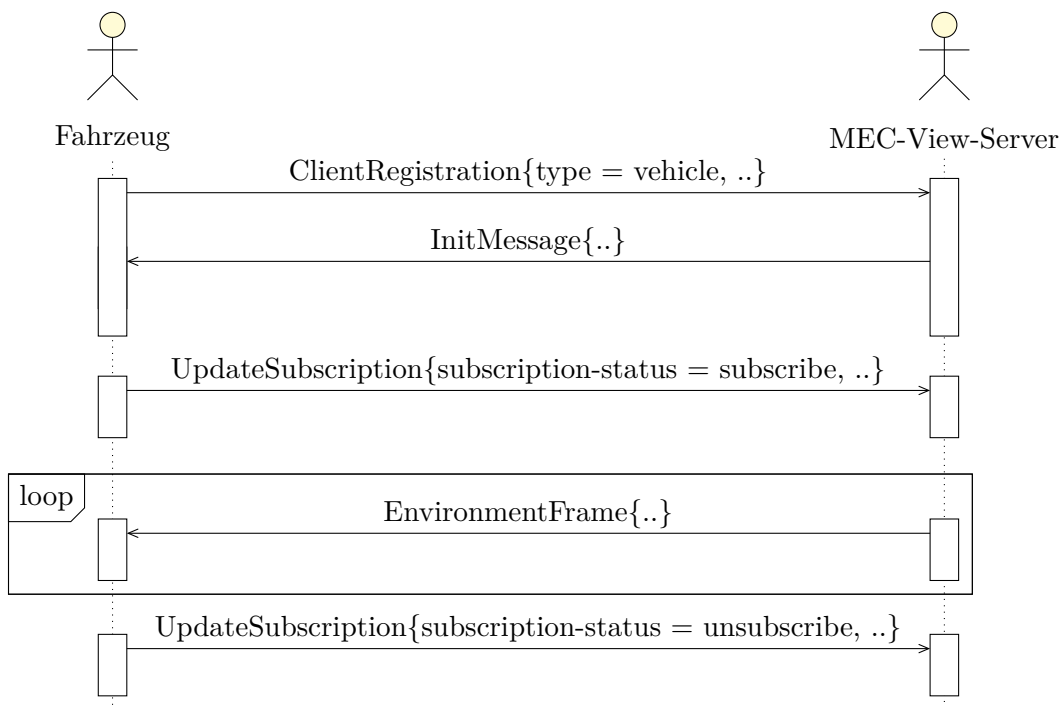 Fahrzeug
MEC-View-Server
ClientRegistration{type = vehicle, ..}
InitMessage{..}
UpdateSubscription{subscription-status = subscribe, ..}
loop
EnvironmentFrame{..}
UpdateSubscription{subscription-status = unsubscribe, ..}